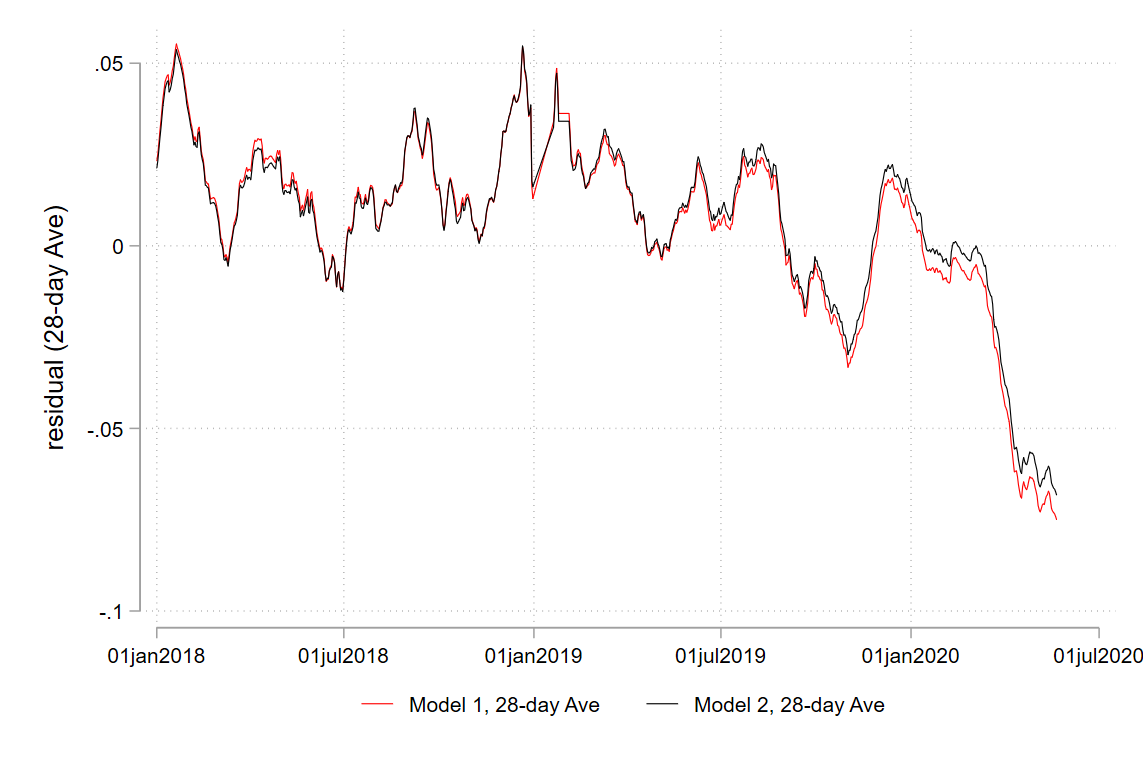 residual (28-day Ave)
.05
0
-.05
-.1
01jan2018 01jul2018 01jan2019 01jul2019 01jan2020 01jul2020
Model 1, 28-day Ave Model 2, 28-day Ave